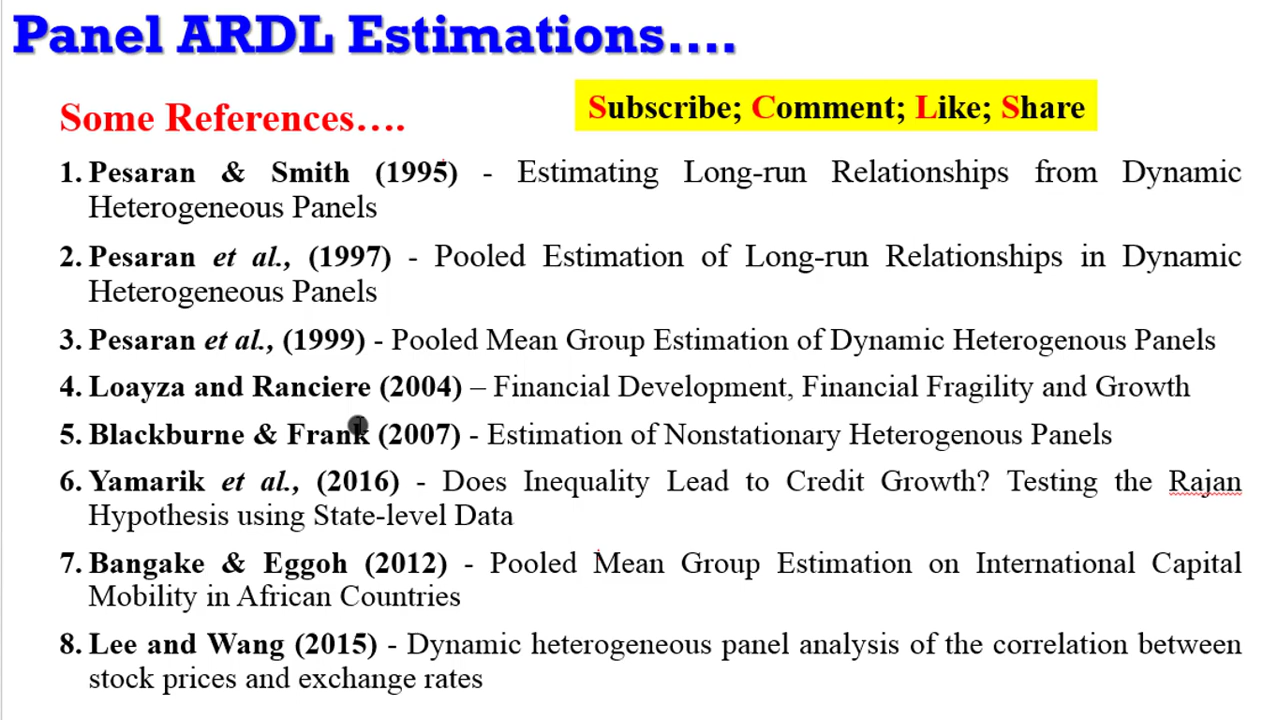 Panel ARDL Estimations....
Some References....
Subscribe; Comment; Like; Share
1. Pesaran & Smith (1995) - Estimating Long-run Relationships from Dynamic
Heterogeneous Panels
2. Pesaran et al., (1997) - Pooled Estimation of Long-run Relationships in Dynamic
Heterogeneous Panels
3. Pesaran et al., (1999) - Pooled Mean Group Estimation of Dynamic Heterogenous Panels
4. Loayza and Ranciere (2004) – Financial Development, Financial Fragility and Growth
5. Blackburne & Frank (2007) - Estimation of Nonstationary Heterogenous Panels
6. Yamarik et al., (2016) - Does Inequality Lead to Credit Growth? Testing the Rajan
Hypothesis using State-level Data
7. Bangake & Eggoh (2012) - Pooled Mean Group Estimation on International Capital
Mobility in African Countries
8. Lee and Wang (2015) - Dynamic heterogeneous panel analysis of the correlation between
stock prices and exchange rates